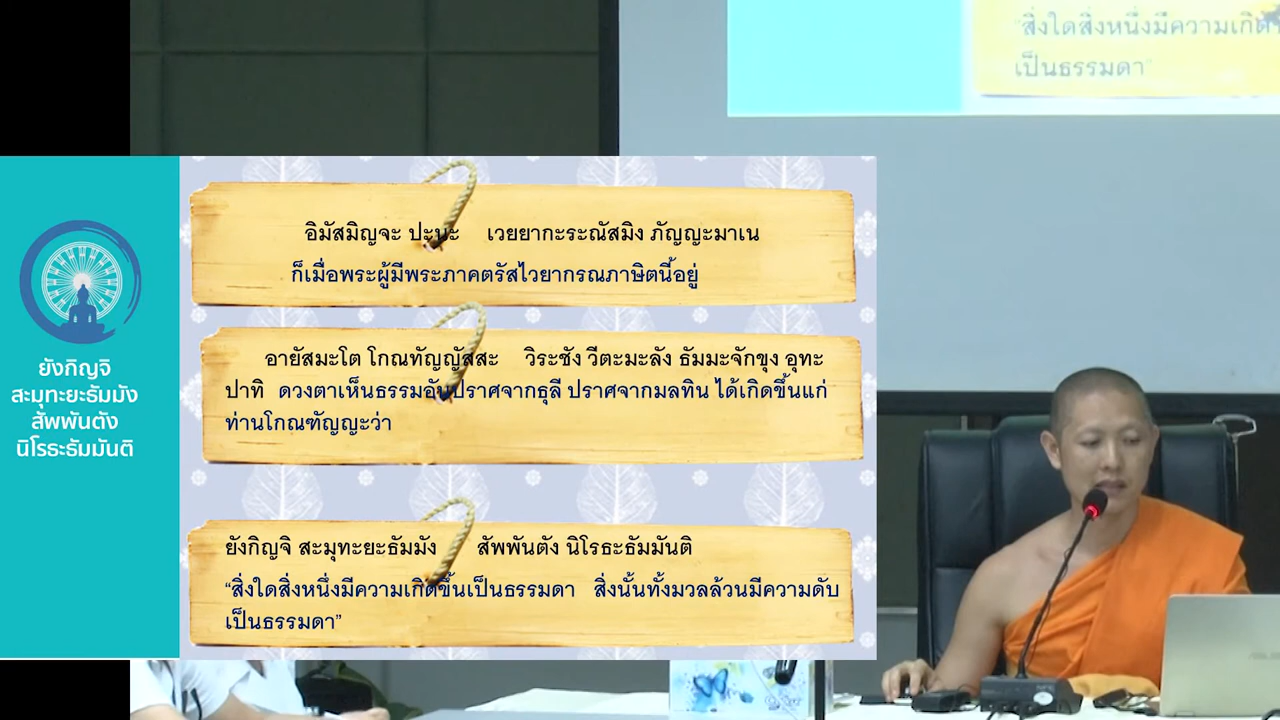 “สิ่งใดสิ่งหนึ่งมีความเกิดขึ
เป็นธรรมดา”
อิมัสมิญจะ ปะนะ เวยยากะระณัสมิง ภัญญะมาเน
ก็เมื่อพระผู้มีพระภาคตรัสไวยากรณภาษิตนี้อยู่
อายัสมะโต โกณทัญญัสสะ วิระชัง วีตะมะลัง ธัมมะจักขุง อุทะ
ปาทิ ดวงตาเห็นธรรมอันปราศจากธุลี ปราศจากมลทิน ได้เกิดขึ้นแก่
ท่านโกณฑัญญะว่า
ยังกิญจิ สะมุทะยะธัมมัง สัพพันตัง นิโรธะธัมมันติ
“สิ่งใดสิ่งหนึ่งมีความเกิดขึ้นเป็นธรรมดา สิ่งนั้นทั้งมวลล้วนมีความดับ
เป็นธรรมดา”
ยังกิญจิ
สะมุทะยะธัมมัง
สัพพันตัง
นิโรธะธัมมันติ